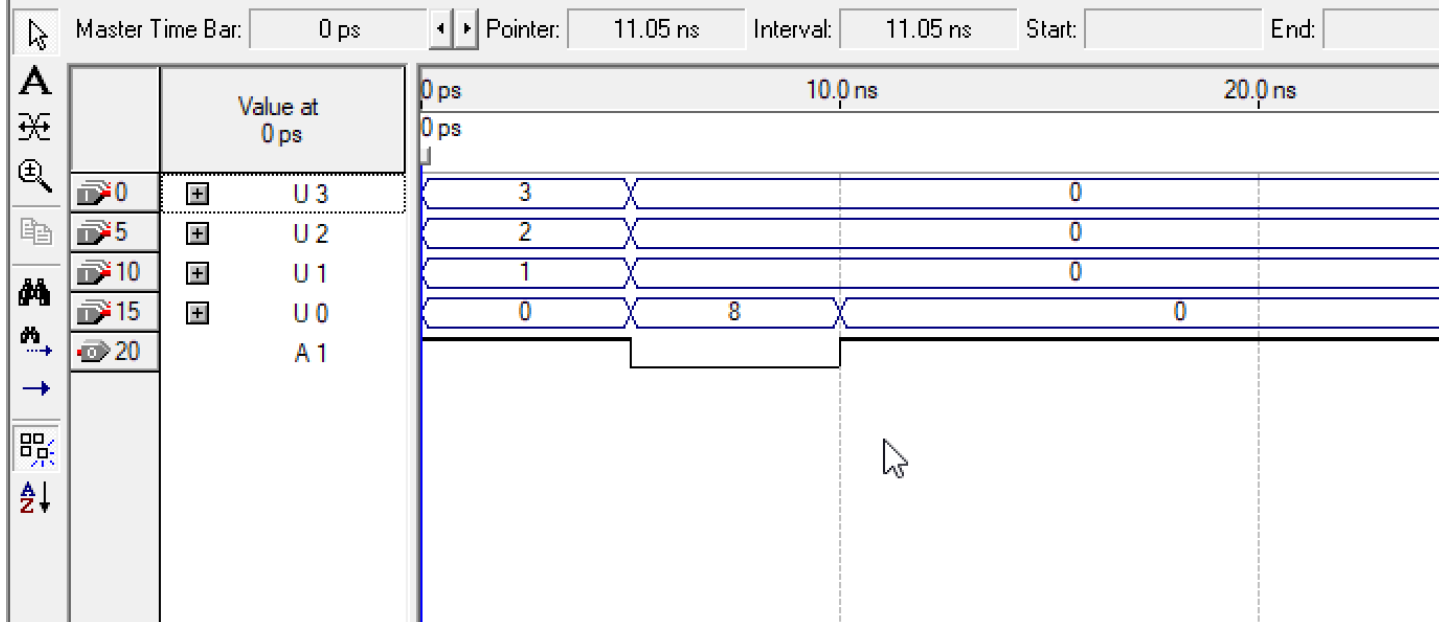 Master Time Bar: 0 ps Pointer: 11.05 ns Interval: 11.05 ns Start: End:
A
Value at
0 ps
0 ps 10.0 ns 20.0 ns
0 ps
0 U 3 3 0
5 U 2 2 0
10 U 1 1 0
15 U 0 0 8 0
20 A 1
A
Z